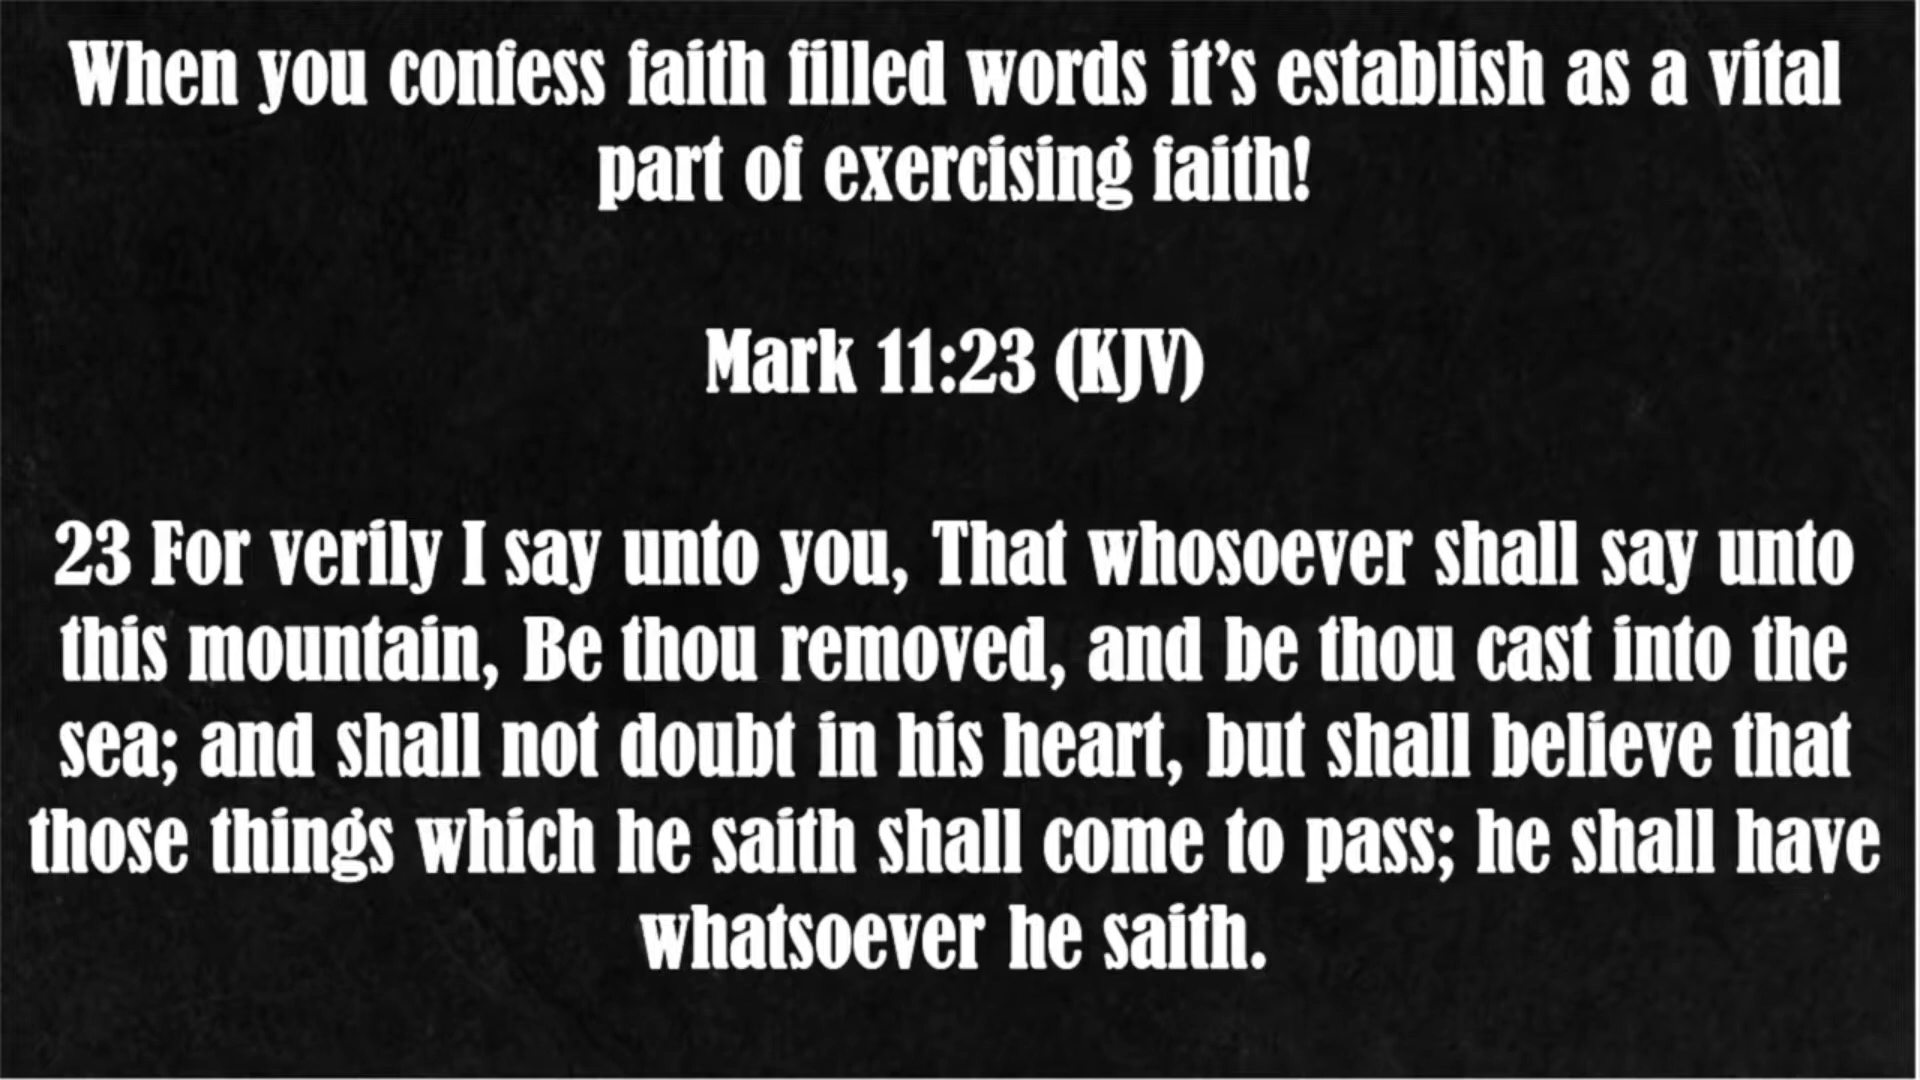 When you confess faith filled words it’s establish as a vital
part of exercising faith!
Mark 11:23 (KJV)
23 For verily I say unto you, That whosoever shall say unto
this mountain, Be thou removed, and be thou cast into the
sea; and shall not doubt in his heart, but shall believe that
those things which he saith shall come to pass; he shall have
whatsoever he saith.